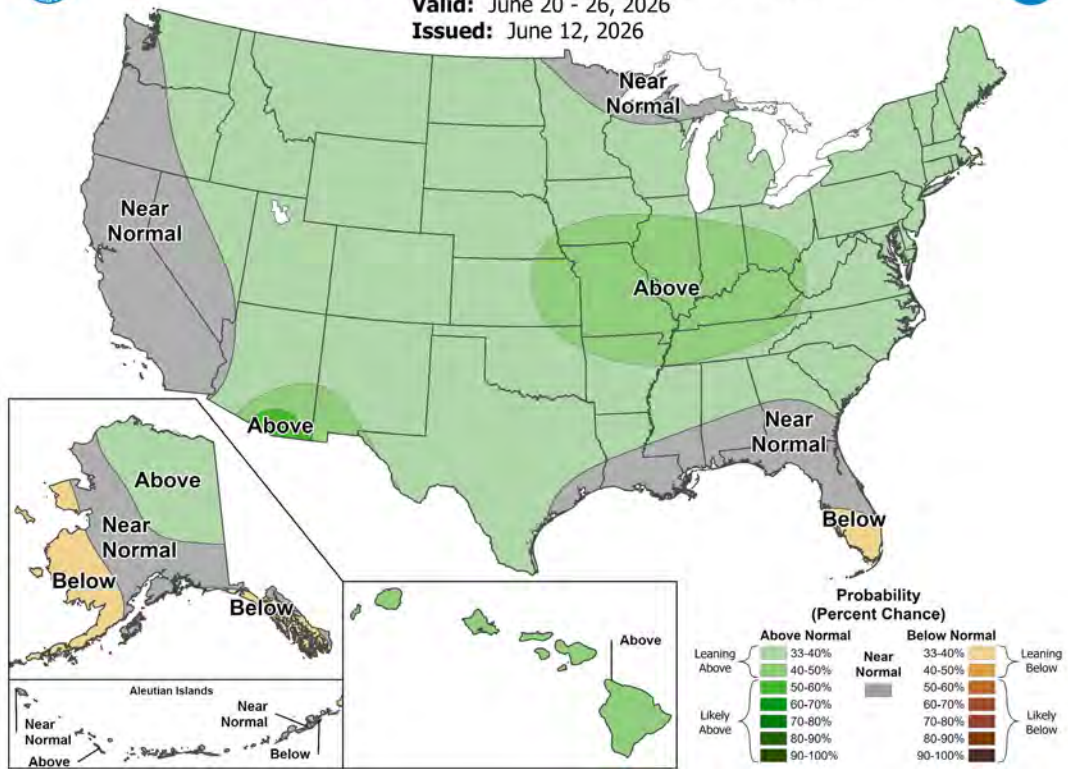 Valid: June 20 - 26, 2026
Issued: June 12, 2026
Near
Normal
Near
Normal
Above
Above
Near
Normal
Below
Above
Near
Normal
Below
Below
Aleutian Islands
Near
Normal
Above
Near
Normal
Below
Above
Probability
(Percent Chance)
Above Normal
Below Normal
Leaning
Above
33-40%
40-50%
50-60%
60-70%
70-80%
80-90%
90-100%
Likely
Above
Near
Normal
33-40%
40-50%
50-60%
60-70%
70-80%
80-90%
90-100%
Leaning
Below
Likely
Below